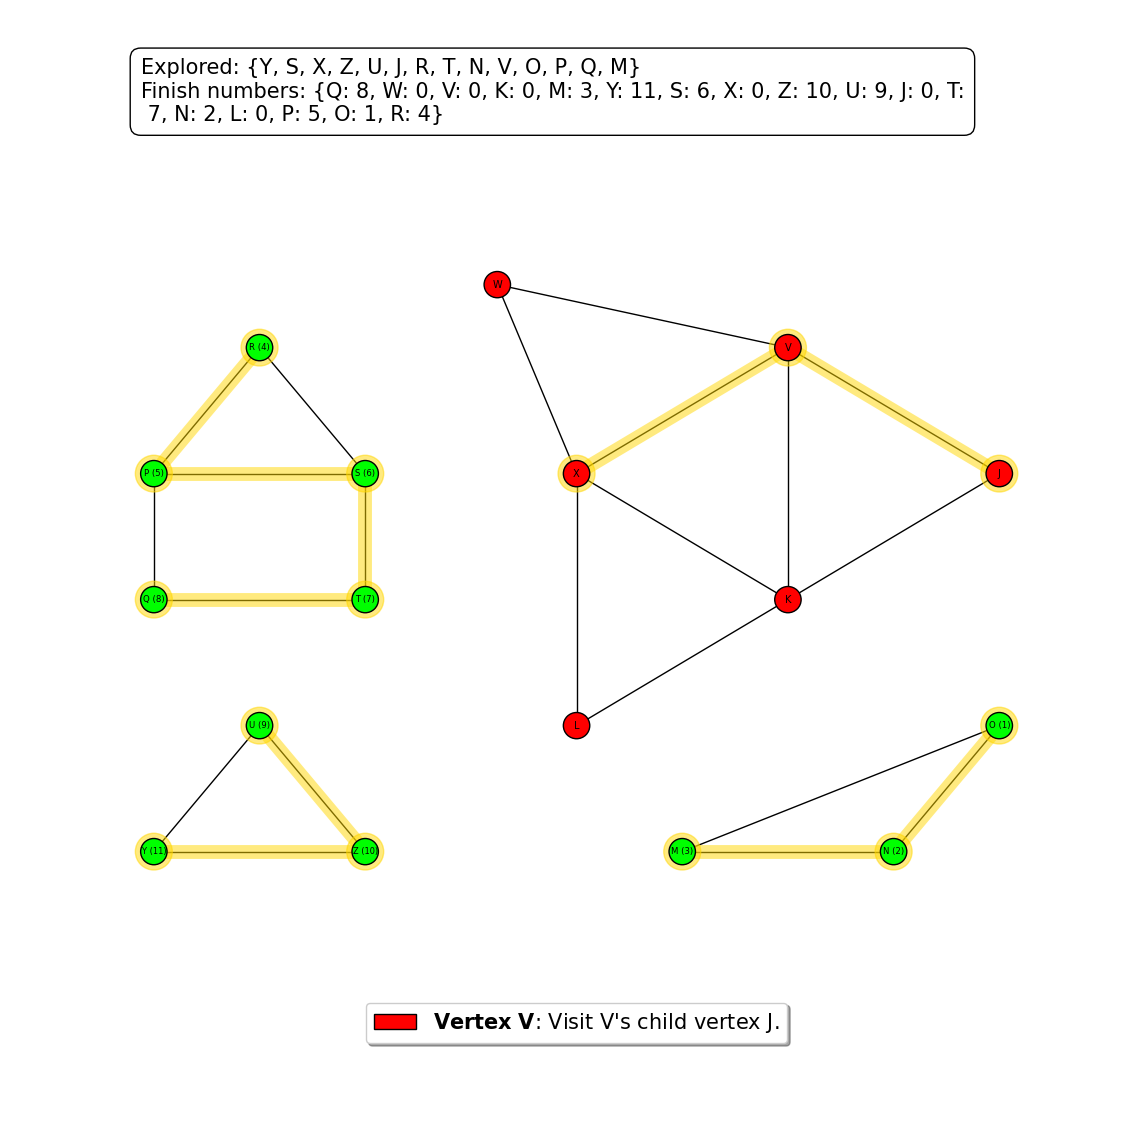 Explored: {Y, S, X, Z, U, J, R, T, N, V, O, P, Q, M}
Finish numbers: {Q: 8, W: 0, V: 0, K: 0, M: 3, Y: 11, S: 6, X: 0, Z: 10, U: 9, J: 0, T:
7, N: 2, L: 0, P: 5, O: 1, R: 4}
W
R (4)
V
P (5)
S (6)
X
J
Q (8)
T (7)
K
U (9)
L
O (1)
Y (11)
Z (10)
M (3)
N (2)
Vertex V: Visit V's child vertex J.